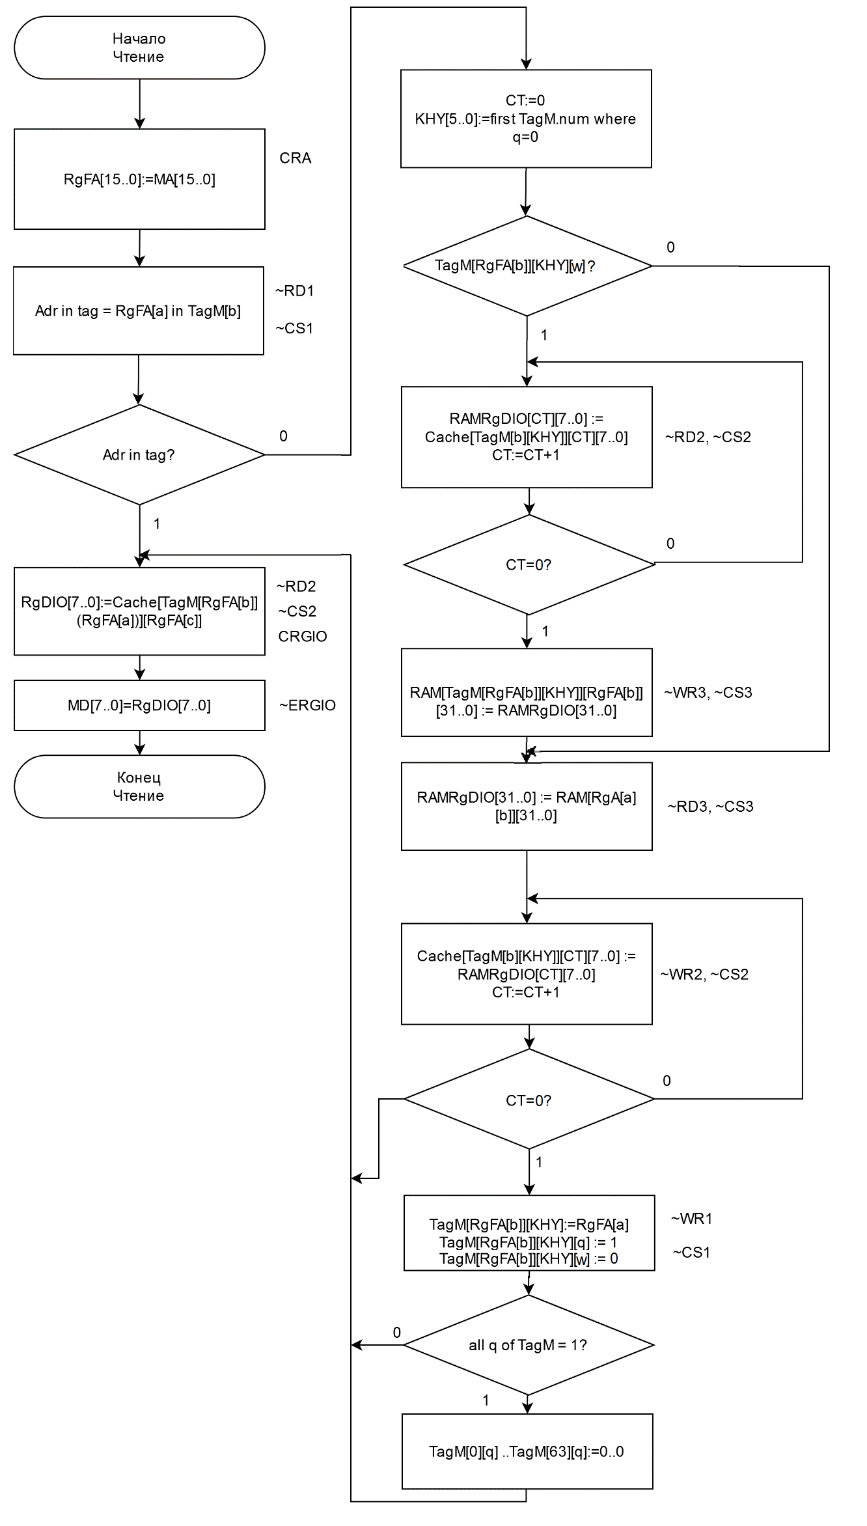 Начало
Чтение
RgFA[15..0]:=MA[15..0]
CRA
Adr in tag = RgFA[a] in TagM[b]
~RD1
~CS1
Adr in tag?
0
1
RgDIO[7..0]:=Cache[TagM[RgFA[b]]
(RgFA[a])][RgFA[c]]
~RD2
~CS2
CRGIO
MD[7..0]=RgDIO[7..0]
~ERGIO
Конец
Чтение
CT:=0
KHY[5..0]:=first TagM.num where
q=0
TagM[RgFA[b]][KHY][w]?
0
1
RAMRgDIO[CT][7..0] :=
Cache[TagM[b][KHY]][CT][7..0]
CT:=CT+1
~RD2, ~CS2
CT=0?
0
1
RAM[TagM[RgFA[b]][KHY]][RgFA[b]]
[31..0] := RAMRgDIO[31..0]
~WR3, ~CS3
RAMRgDIO[31..0] := RAM[RgA[a]
[b]][31..0]
~RD3, ~CS3
Cache[TagM[b][KHY]][CT][7..0] :=
RAMRgDIO[CT][7..0]
CT:=CT+1
~WR2, ~CS2
CT=0?
0
1
TagM[RgFA[b]][KHY]:=RgFA[a]
TagM[RgFA[b]][KHY][q] := 1
TagM[RgFA[b]][KHY][w] := 0
~WR1
~CS1
all q of TagM = 1?
0
1
TagM[0][q] ..TagM[63][q]:=0..0